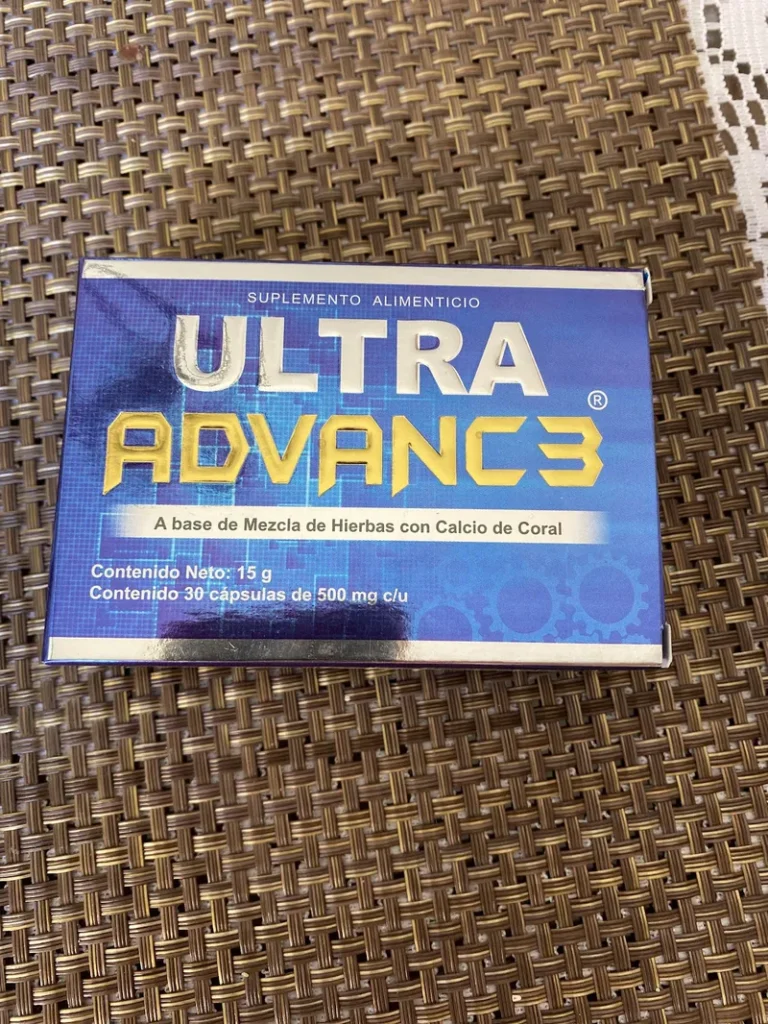 SUPLEMENTO ALIMENTICIO
ULTRA
ADVANC3®
A base de Mezcla de Hierbas con Calcio de Coral
Contenido Neto: 15 g
Contenido 30 cápsulas de 500 mg c/u